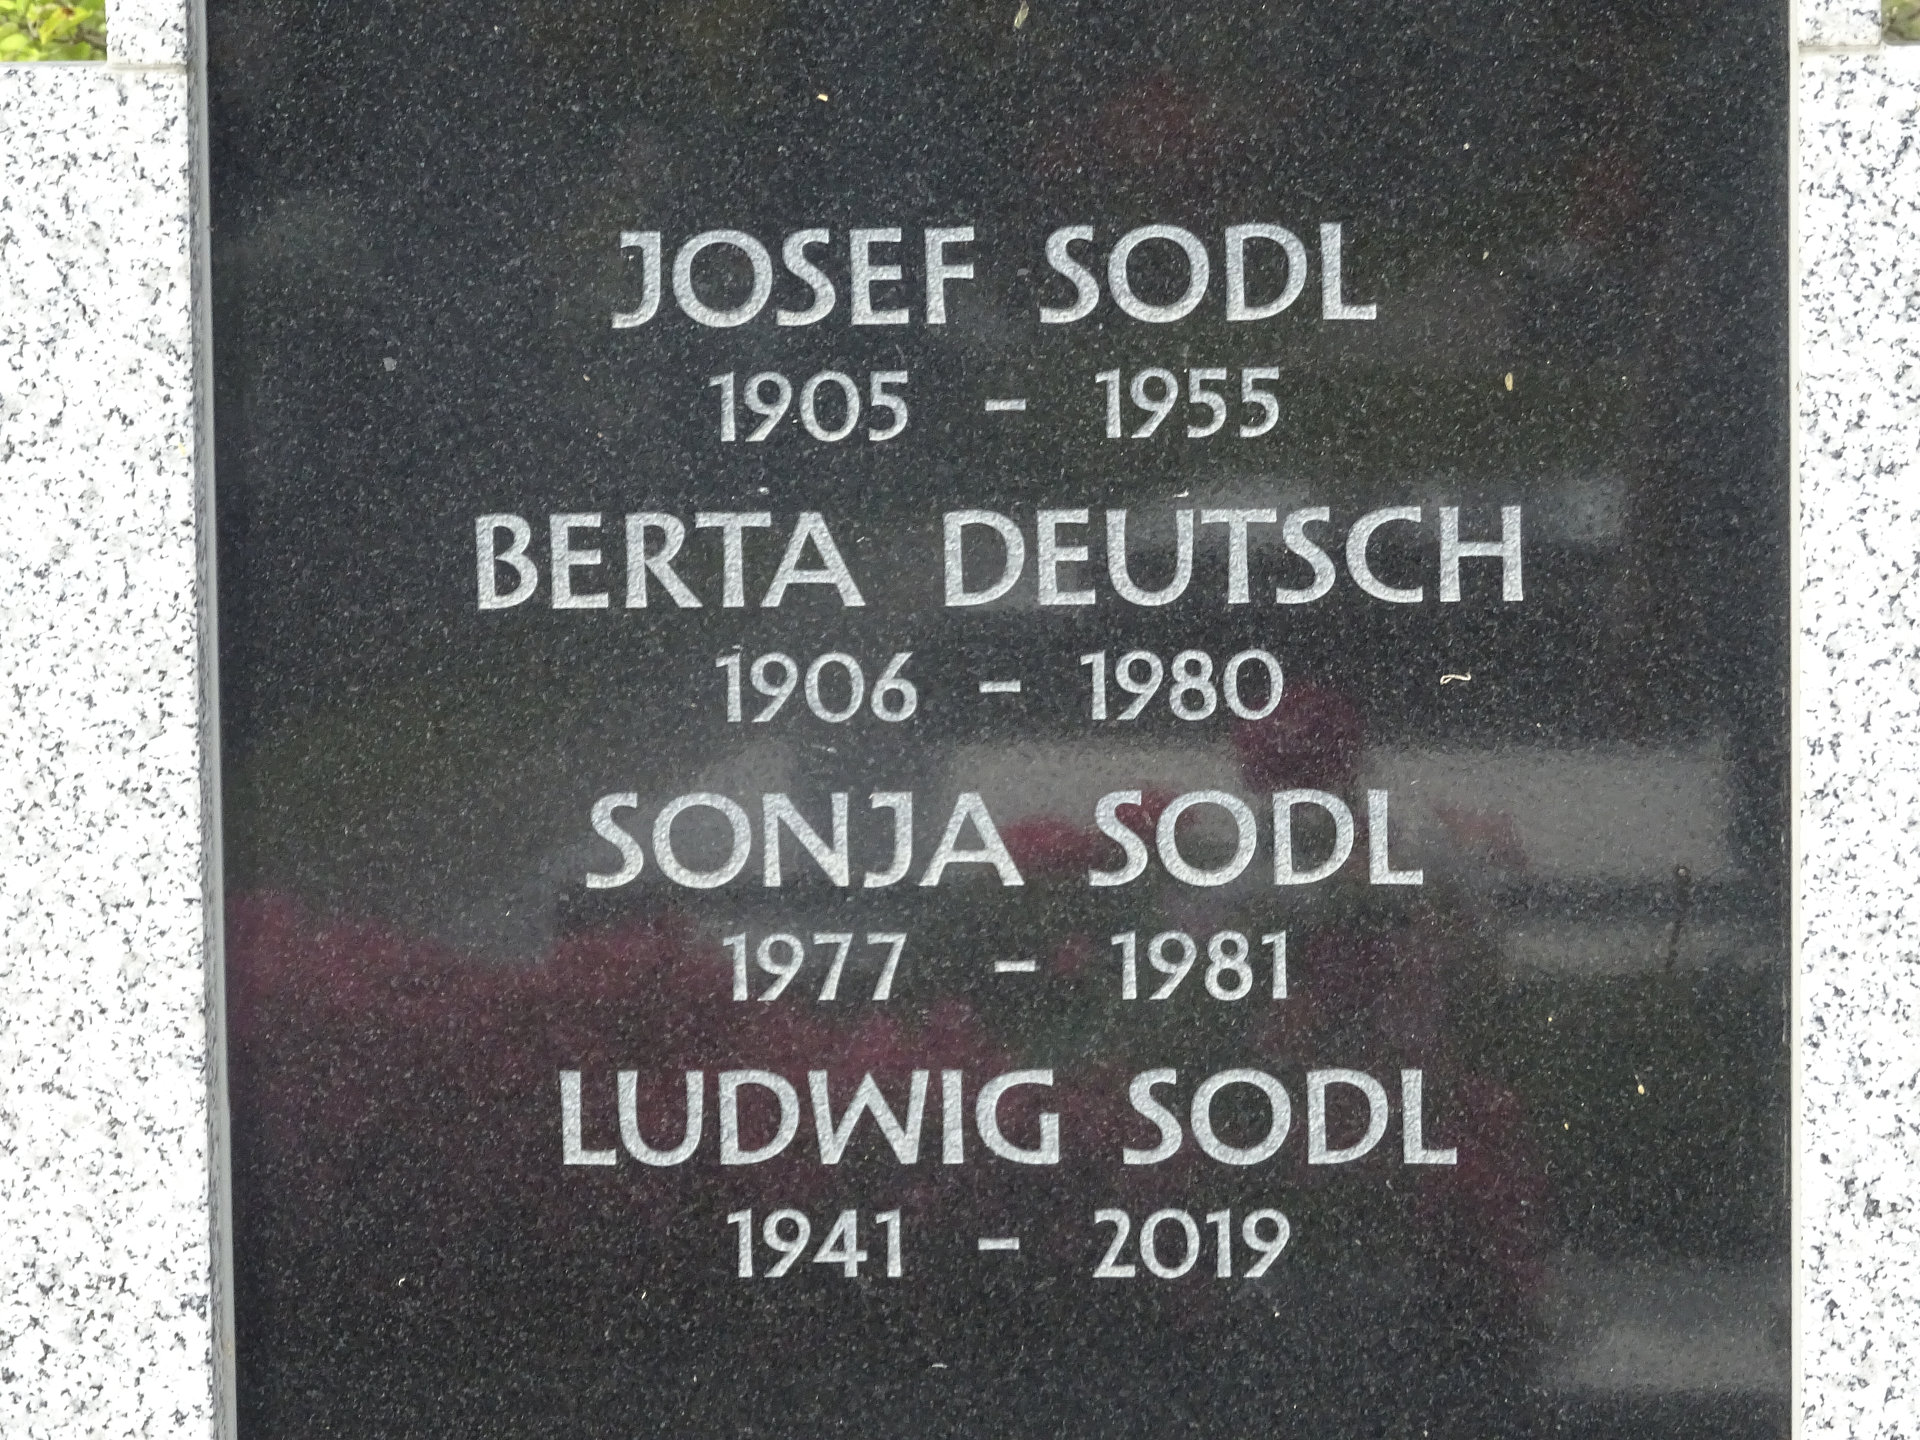 JOSEF SODL
1905 – 1955
BERTA DEUTSCH
1906 – 1980
SONJA SODL
1977 – 1981
LUDWIG SODL
1941 – 2019